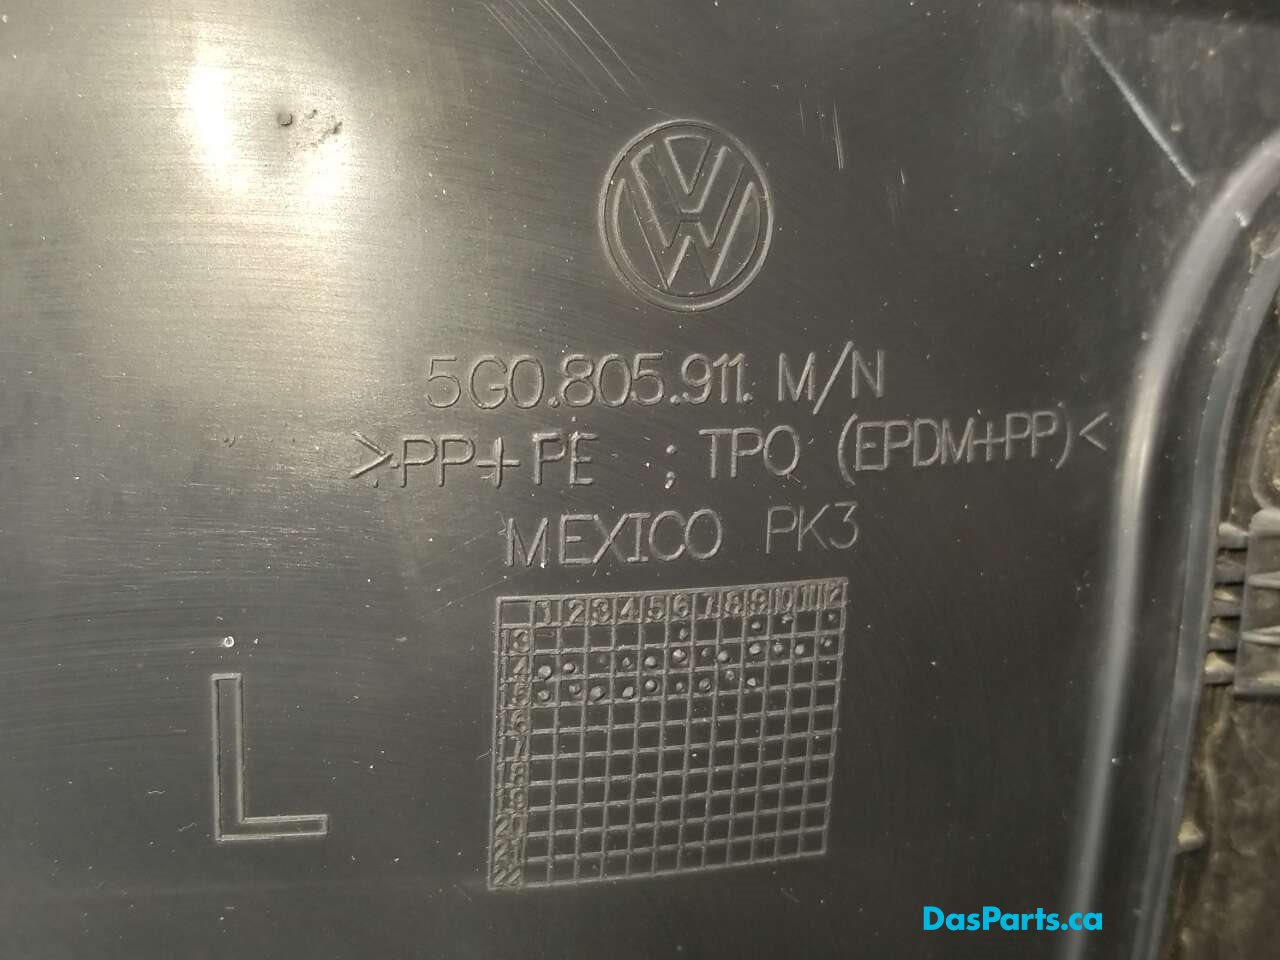 5G0.805.911. M/N
>PP+PE ; TPO (EPDM+PP)<
MEXICO PK3
1 2 3 4 5 6 7 8 9 10 11 12
13
14
15
16
17
18
19
20
21
22
L
DasParts.ca